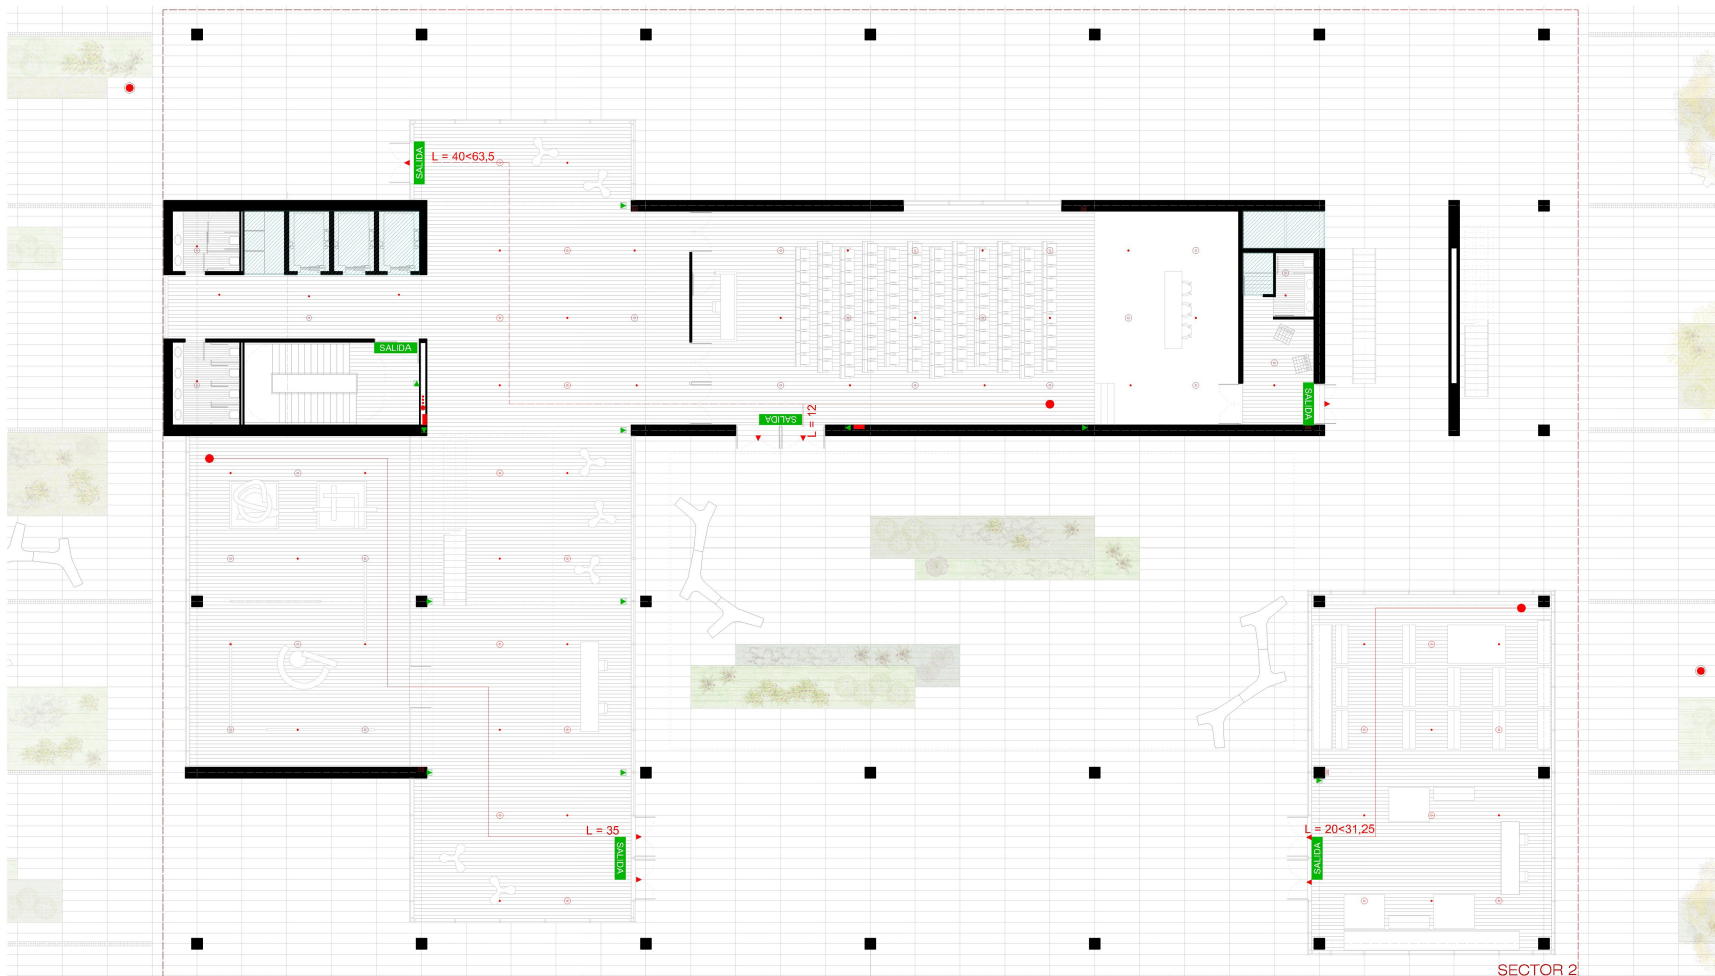 SALIDA
L = 40<63,5
SALIDA
SALIDA
L = 12
SALIDA
L = 35
SALIDA
L = 20<31,25
SALIDA
SECTOR 2